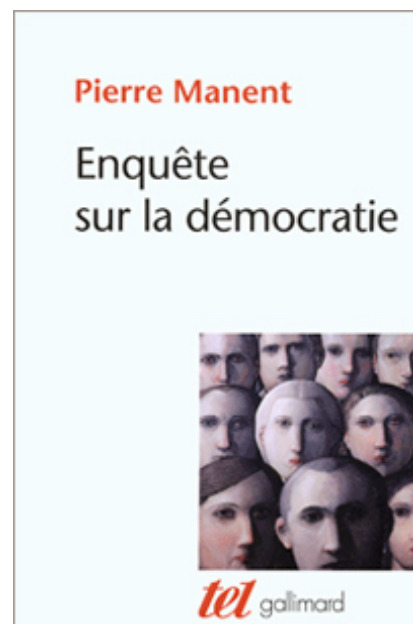 Pierre Manent
Enquête
sur la démocratie
tel gallimard